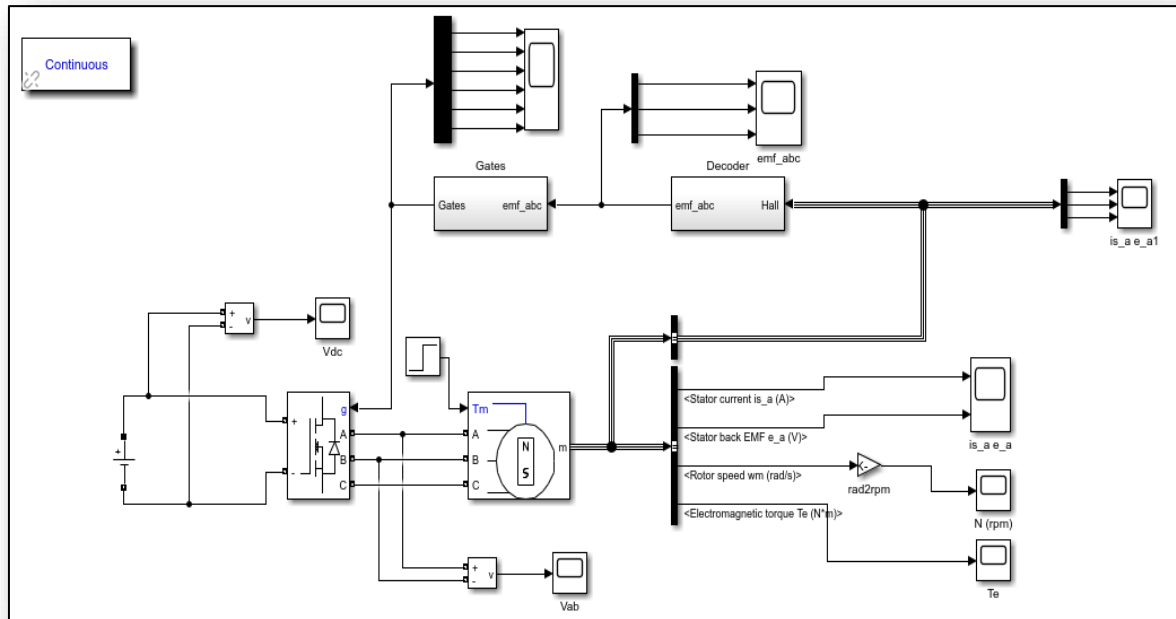 Continuous
emf_abc
Gates
Decoder
Gates
emf_abc
emf_abc
Hall
is_a e_a1
+
-
v
Vdc
<Stator current is_a (A)>
<Stator back EMF e_a (V)>
is_a e_a
<Rotor speed wm (rad/s)>
rad2rpm
<Electromagnetic torque Te (N*m)>
N (rpm)
Te
g
+
-
A
B
C
Tm
A
B
C
N
S
m
+
+
-
v
Vab